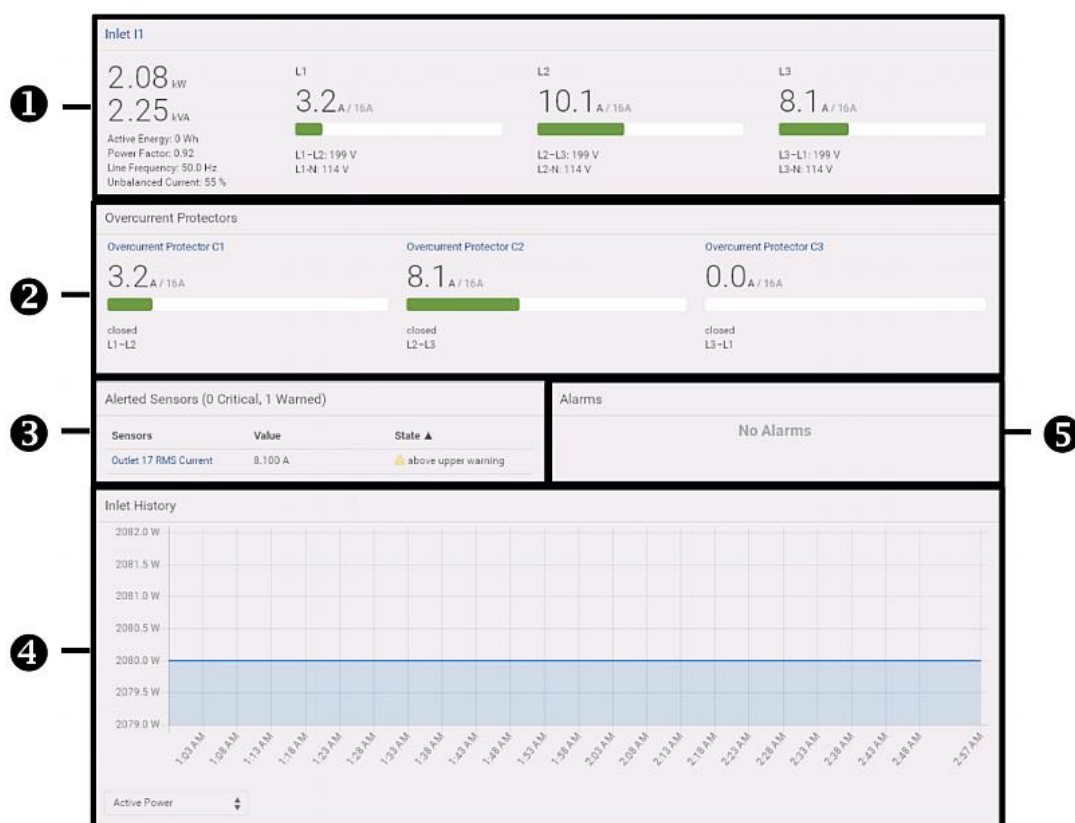 Inlet I1
2.08 kW
2.25 kVA
Active Energy: 0 Wh
Power Factor: 0.92
Line Frequency: 50.0 Hz
Unbalanced Current: 55 %
L1
3.2 A / 16A
L1-L2: 199 V
L1-N: 114 V
L2
10.1 A / 16A
L2-L3: 199 V
L2-N: 114 V
L3
8.1 A / 16A
L3-L1: 199 V
L3-N: 114 V
1
Overcurrent Protectors
Overcurrent Protector C1
3.2 A / 16A
closed
L1-L2
Overcurrent Protector C2
8.1 A / 16A
closed
L2-L3
Overcurrent Protector C3
0.0 A / 16A
closed
L3-L1
2
Alerted Sensors (0 Critical, 1 Warned)
Sensors Value State ▲
Outlet 17 RMS Current 8.100 A above upper warning
3
Alarms
No Alarms
5
Inlet History
2082.0 W
2081.5 W
2081.0 W
2080.5 W
2080.0 W
2079.5 W
2079.0 W
4
1:03 AM 1:08 AM 1:13 AM 1:18 AM 1:23 AM 1:28 AM 1:33 AM 1:38 AM 1:43 AM 1:48 AM 1:53 AM 1:58 AM 2:03 AM 2:08 AM 2:13 AM 2:18 AM 2:23 AM 2:28 AM 2:33 AM 2:38 AM 2:43 AM 2:48 AM 2:57 AM
Active Power